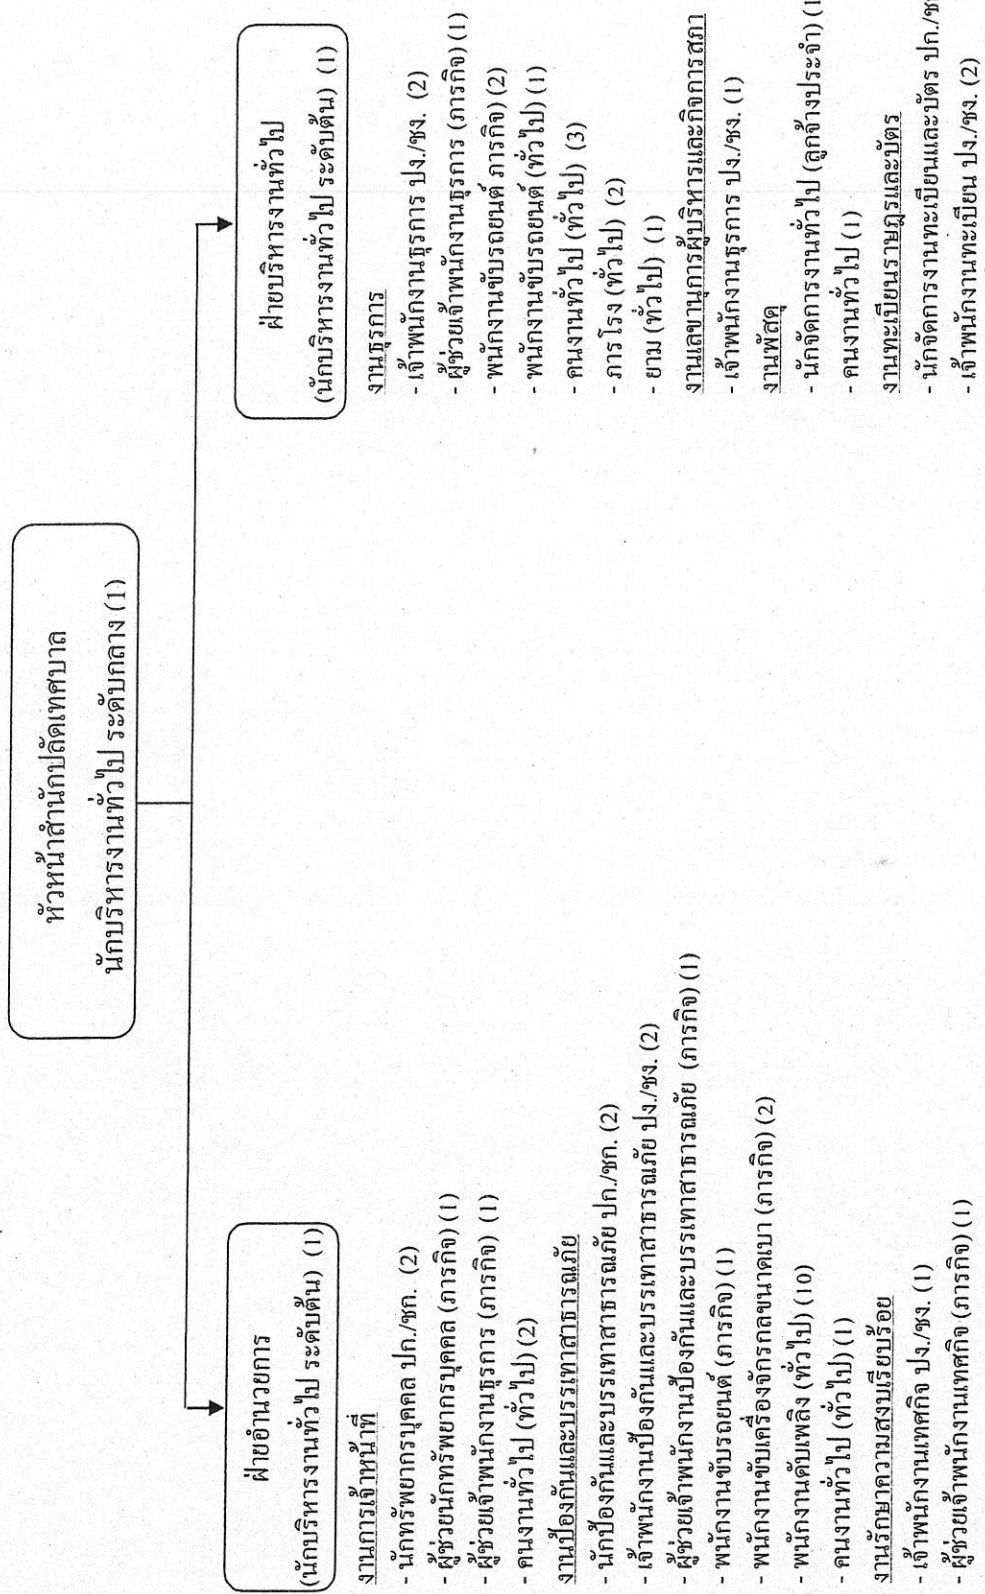 หัวหน้าสำนักปลัดเทศบาล
นักบริหารงานทั่วไป ระดับกลาง (1)
ฝ่ายอำนวยการ
(นักบริหารงานทั่วไป ระดับต้น) (1)
งานการเจ้าหน้าที่
- นักทรัพยากรบุคคล ปก./ชก. (2)
- ผู้ช่วยนักทรัพยากรบุคคล (ภารกิจ) (1)
- ผู้ช่วยเจ้าพนักงานธุรการ (ภารกิจ) (1)
- คนงานทั่วไป (ทั่วไป) (2)
งานป้องกันและบรรเทาสาธารณภัย
- นักป้องกันและบรรเทาสาธารณภัย ปก./ชก. (2)
- เจ้าพนักงานป้องกันและบรรเทาสาธารณภัย ปง./ชง. (2)
- ผู้ช่วยเจ้าพนักงานป้องกันและบรรเทาสาธารณภัย (ภารกิจ) (1)
- พนักงานขับรถยนต์ (ภารกิจ) (1)
- พนักงานขับเครื่องจักรกลขนาดเบา (ภารกิจ) (2)
- พนักงานดับเพลิง (ทั่วไป) (10)
- คนงานทั่วไป (ทั่วไป) (1)
งานรักษาความสงบเรียบร้อย
- เจ้าพนักงานเทศกิจ ปง./ชง. (1)
- ผู้ช่วยเจ้าพนักงานเทศกิจ (ภารกิจ) (1)
ฝ่ายบริหารงานทั่วไป
(นักบริหารงานทั่วไป ระดับต้น) (1)
งานธุรการ
- เจ้าพนักงานธุรการ ปง./ชง. (2)
- ผู้ช่วยเจ้าพนักงานธุรการ (ภารกิจ) (1)
- พนักงานขับรถยนต์ ภารกิจ) (2)
- พนักงานขับรถยนต์ (ทั่วไป) (1)
- คนงานทั่วไป (ทั่วไป) (3)
- ภารโรง (ทั่วไป) (2)
- ยาม (ทั่วไป) (1)
งานเลขานุการผู้บริหารและกิจการสภา
- เจ้าพนักงานธุรการ ปง./ชง. (1)
งานพัสดุ
- นักจัดการงานทั่วไป (ลูกจ้างประจำ) (1
- คนงานทั่วไป (1)
งานทะเบียนราษฎรและบัตร
- นักจัดการงานทะเบียนและบัตร ปก./ช
- เจ้าพนักงานทะเบียน ปง./ชง. (2)